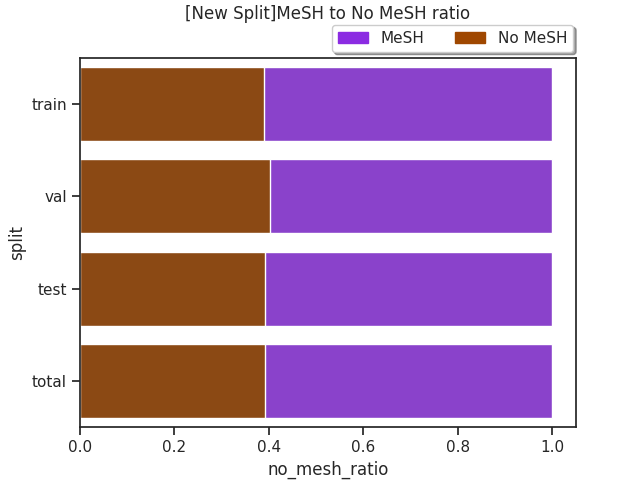 [New Split]MeSH to No MeSH ratio
MeSH
No MeSH
train
val
test
total
split
0.0
0.2
0.4
0.6
0.8
1.0
no_mesh_ratio